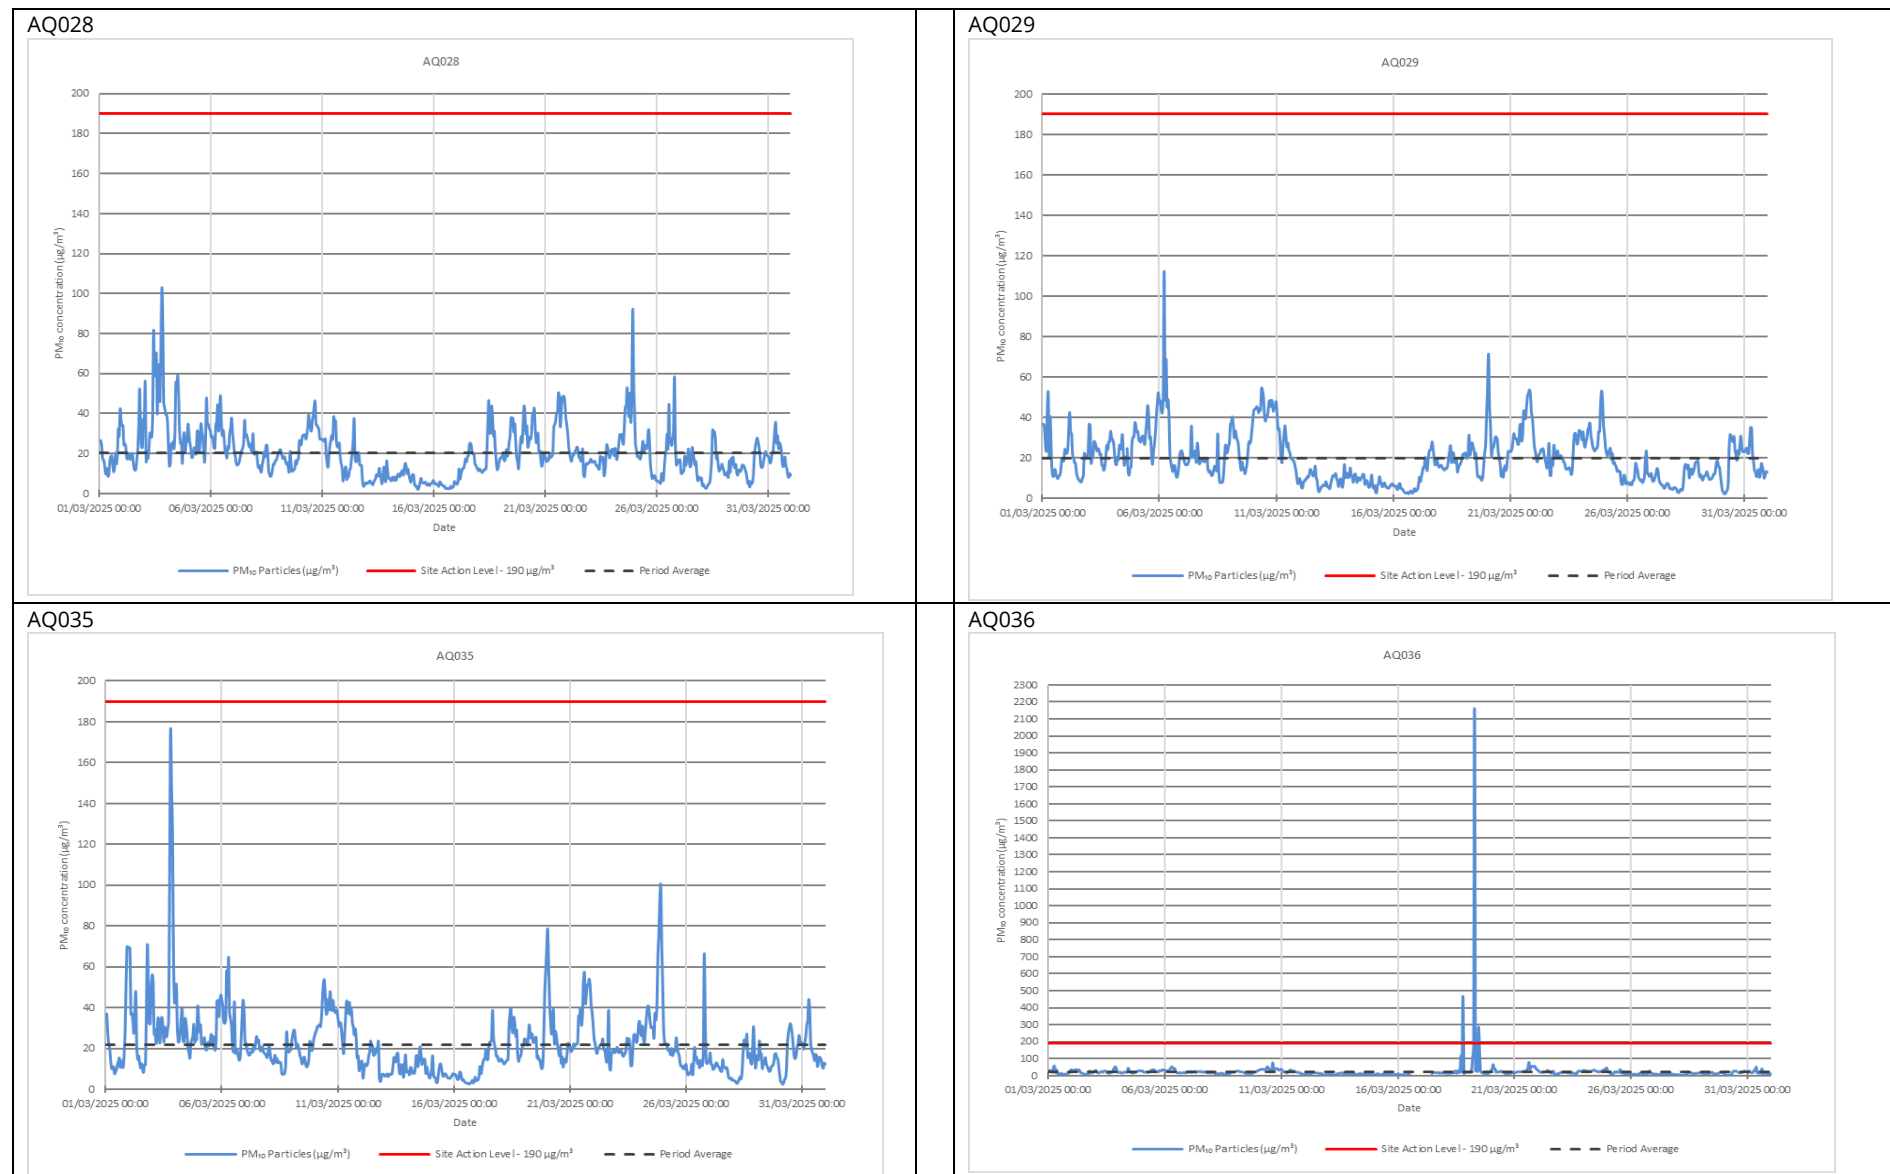 AQ028
AQ028
200
180
160
140
120
100
80
60
40
20
0
PM₁₀ concentration (µg/m³)
01/03/2025 00:00 06/03/2025 00:00 11/03/2025 00:00 16/03/2025 00:00 21/03/2025 00:00 26/03/2025 00:00 31/03/2025 00:00
Date
PM₁₀ Particles (µg/m³) Site Action Level - 190 µg/m³ Period Average
AQ029
AQ029
200
180
160
140
120
100
80
60
40
20
0
PM₁₀ concentration (µg/m³)
01/03/2025 00:00 06/03/2025 00:00 11/03/2025 00:00 16/03/2025 00:00 21/03/2025 00:00 26/03/2025 00:00 31/03/2025 00:00
Date
PM₁₀ Particles (µg/m³) Site Action Level - 190 µg/m³ Period Average
AQ035
AQ035
200
180
160
140
120
100
80
60
40
20
0
PM₁₀ concentration (µg/m³)
01/03/2025 00:00 06/03/2025 00:00 11/03/2025 00:00 16/03/2025 00:00 21/03/2025 00:00 26/03/2025 00:00 31/03/2025 00:00
Date
PM₁₀ Particles (µg/m³) Site Action Level - 190 µg/m³ Period Average
AQ036
AQ036
2300
2200
2100
2000
1900
1800
1700
1600
1500
1400
1300
1200
1100
1000
900
800
700
600
500
400
300
200
100
0
PM₁₀ concentration (µg/m³)
01/03/2025 00:00 06/03/2025 00:00 11/03/2025 00:00 16/03/2025 00:00 21/03/2025 00:00 26/03/2025 00:00 31/03/2025 00:00
Date
PM₁₀ Particles (µg/m³) Site Action Level - 190 µg/m³ Period Average